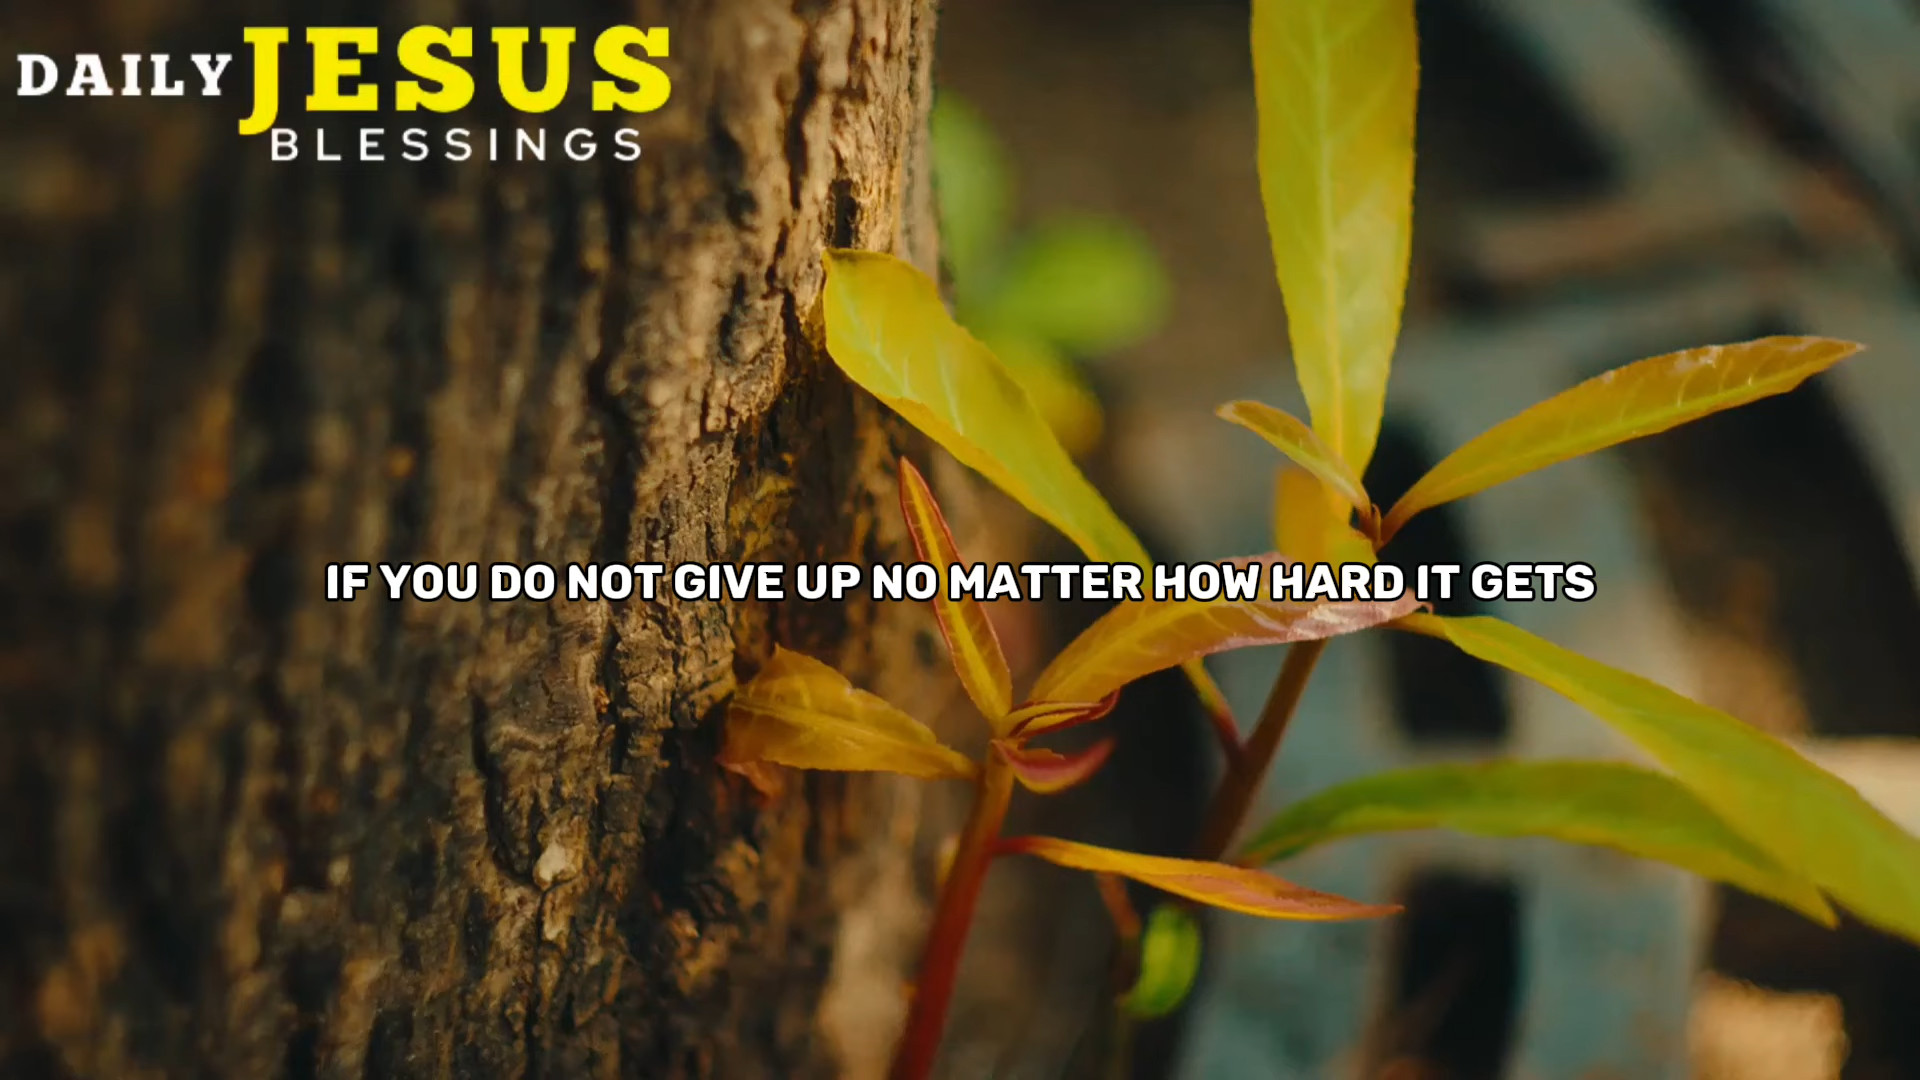 DAILY JESUS
BLESSINGS
IF YOU DO NOT GIVE UP NO MATTER HOW HARD IT GETS